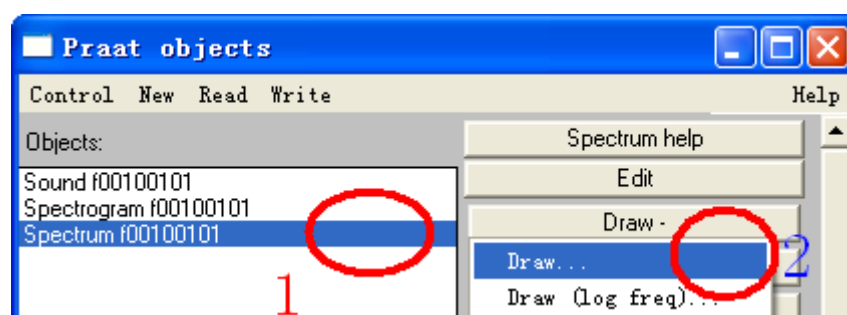 Praat objects
Control New Read Write Help
Objects:
Spectrum help
Edit
Draw -
Sound f00100101
Spectrogram f00100101
Spectrum f00100101
Draw...
Draw (log freq)...
1
2